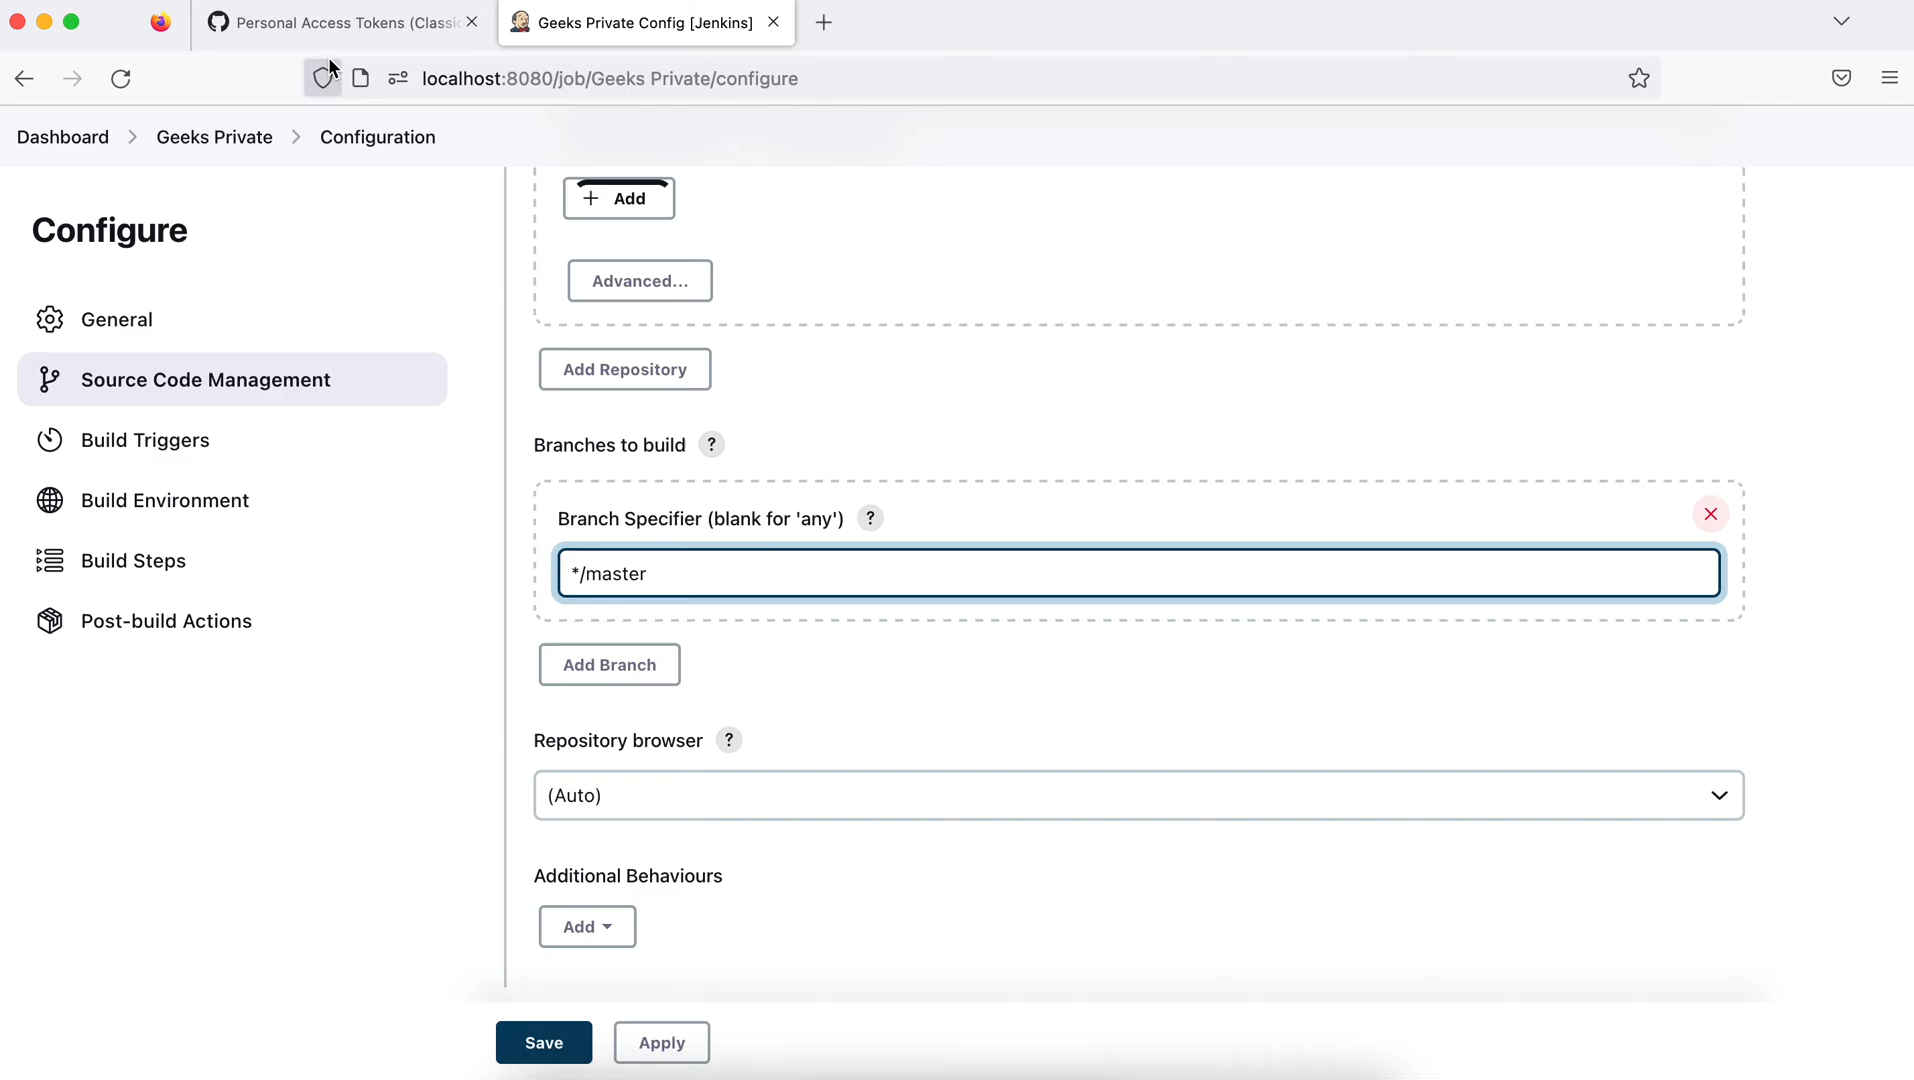 Personal Access Tokens (Classic
Geeks Private Config [Jenkins]
localhost:8080/job/Geeks Private/configure
Dashboard
Geeks Private
Configuration
Configure
General
Source Code Management
Build Triggers
Build Environment
Build Steps
Post-build Actions
+ Add
Advanced...
Add Repository
Branches to build ?
Branch Specifier (blank for 'any') ?
*/master
Add Branch
Repository browser ?
(Auto)
Additional Behaviours
Add
Save
Apply